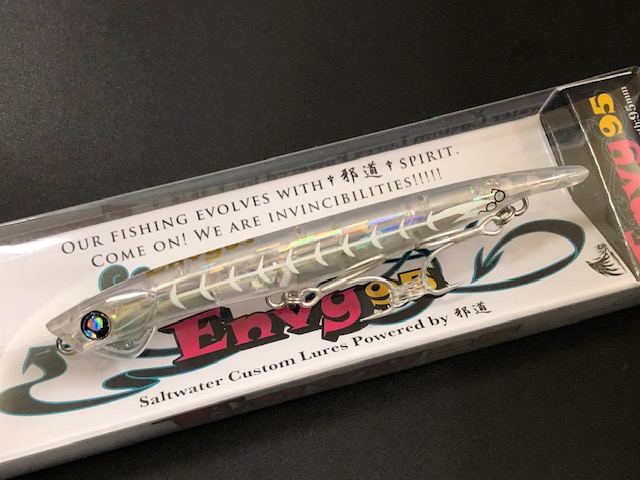 OUR FISHING EVOLVES WITH 邪道 SPIRIT.
COME ON! WE ARE INVINCIBILITIES!!!!!
Envy 95
Saltwater Custom Lures Powered by 邪道
95
95mm